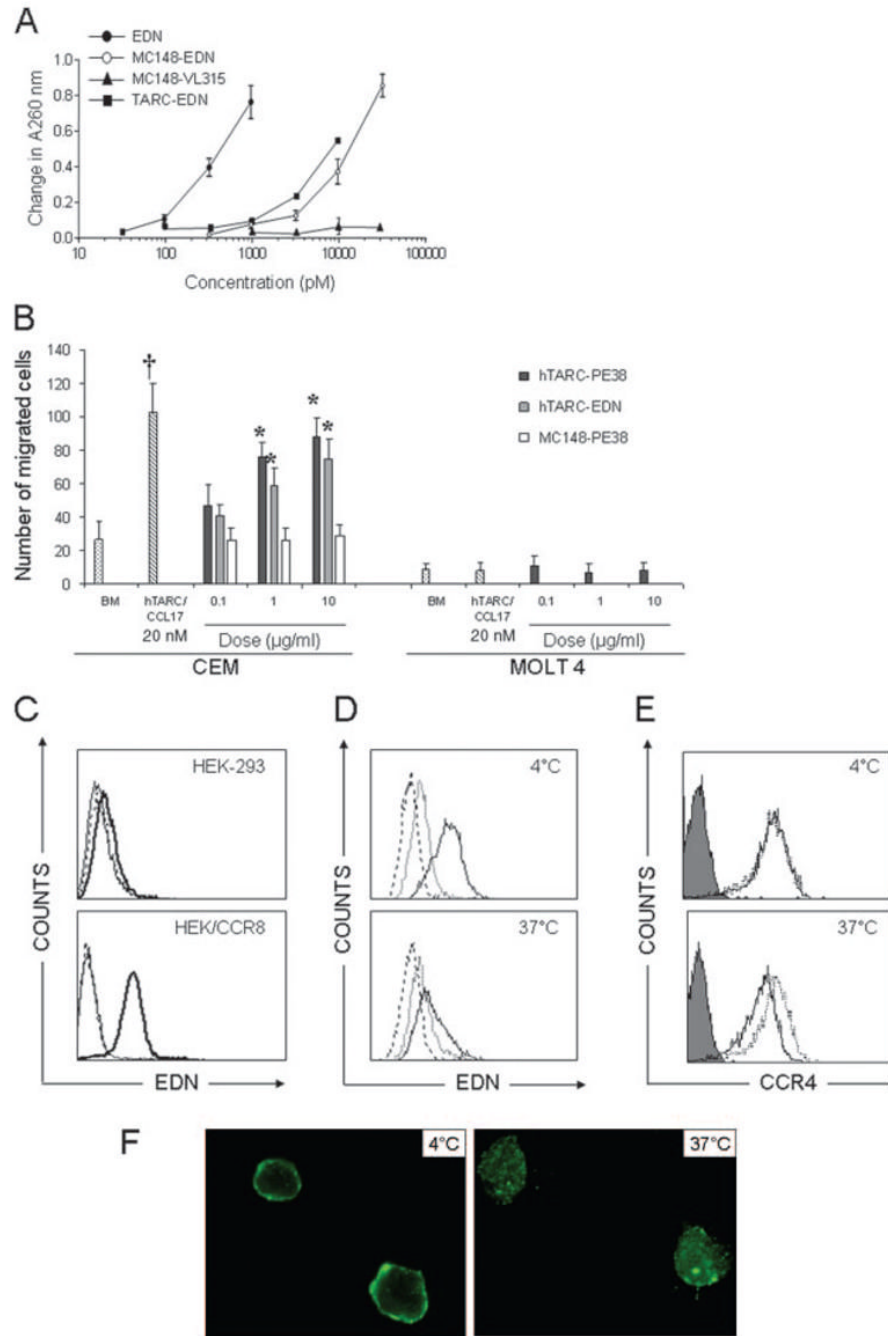 A
EDN
MC148-EDN
MC148-VL315
TARC-EDN
Change in A260 nm
1.0
0.8
0.6
0.4
0.2
0.0
10 100 1000 10000 100000
Concentration (pM)
B
Number of migrated cells
140
120
100
80
60
40
20
0
†
* * * *
hTARC-PE38
hTARC-EDN
MC148-PE38
BM hTARC/ 0.1 1 10 BM hTARC/ 0.1 1 10
CCL17 CCL17
20 nM Dose (µg/ml) 20 nM Dose (µg/ml)
CEM MOLT 4
C
HEK-293
HEK/CCR8
COUNTS
COUNTS
EDN
D
4°C
37°C
COUNTS
COUNTS
EDN
E
4°C
37°C
COUNTS
COUNTS
CCR4
F
4°C
37°C